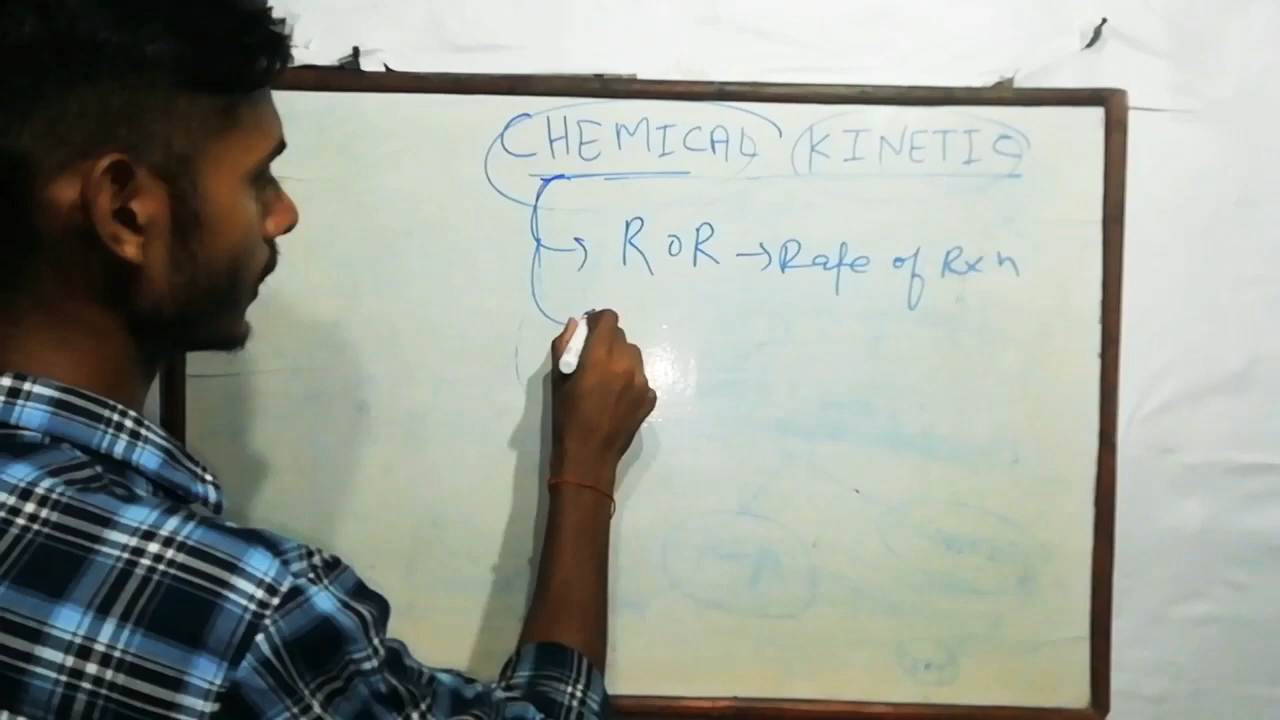 CHEMICAL KINETIC
ROR → Rate of Rxn